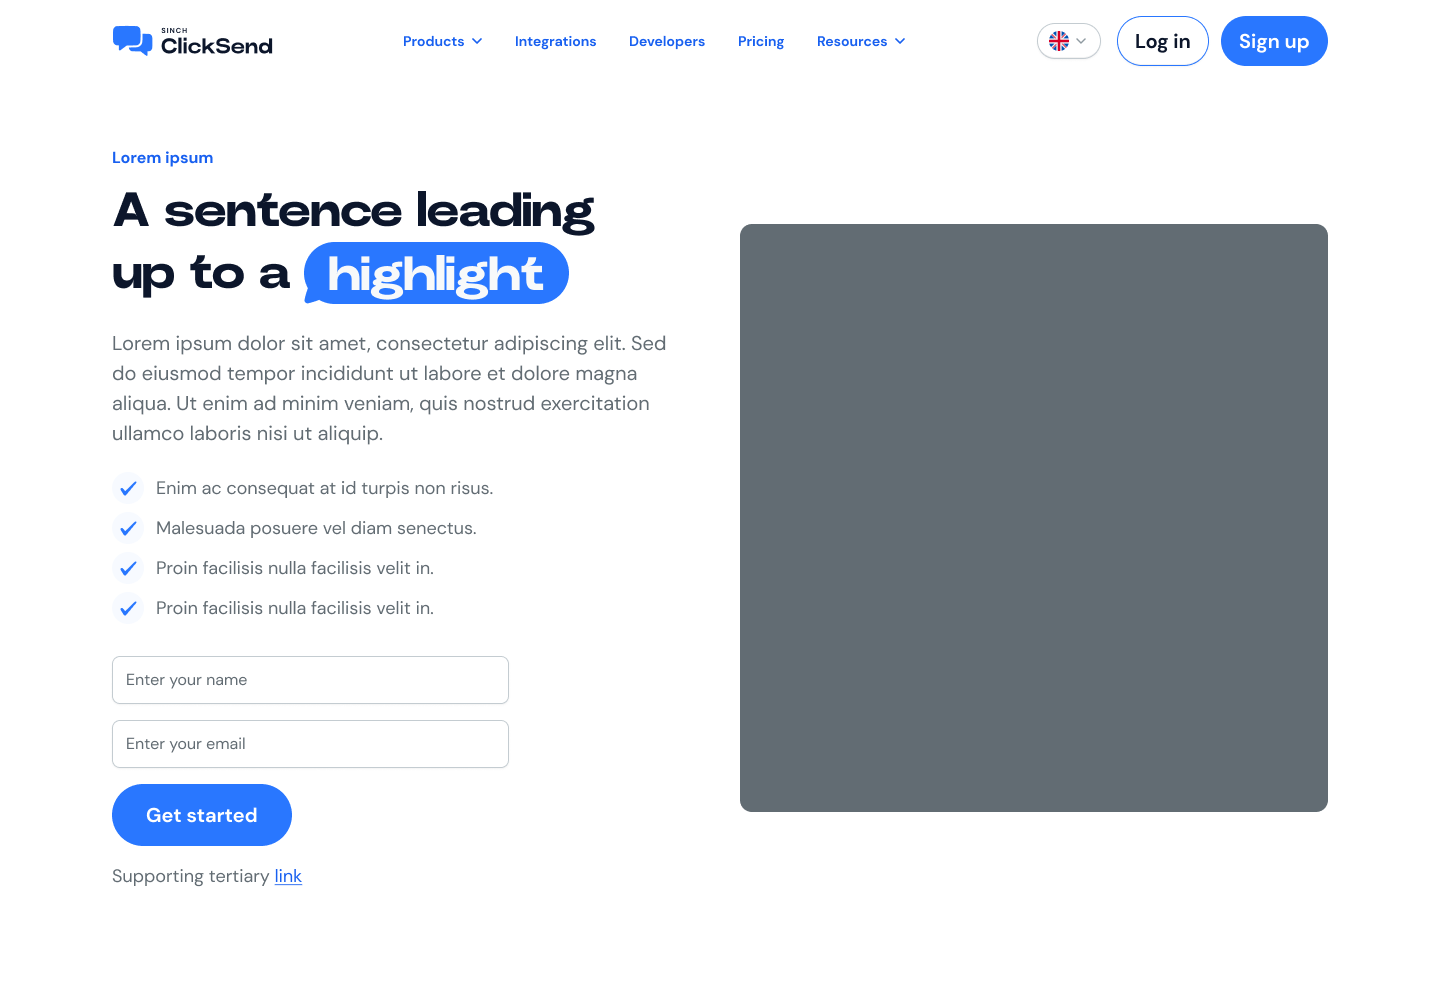 SINCH
ClickSend
Products
Integrations
Developers
Pricing
Resources
Log in
Sign up
Lorem ipsum
A sentence leading
up to a highlight
Lorem ipsum dolor sit amet, consectetur adipiscing elit. Sed
do eiusmod tempor incididunt ut labore et dolore magna
aliqua. Ut enim ad minim veniam, quis nostrud exercitation
ullamco laboris nisi ut aliquip.
Enim ac consequat at id turpis non risus.
Malesuada posuere vel diam senectus.
Proin facilisis nulla facilisis velit in.
Proin facilisis nulla facilisis velit in.
Enter your name
Enter your email
Get started
Supporting tertiary link